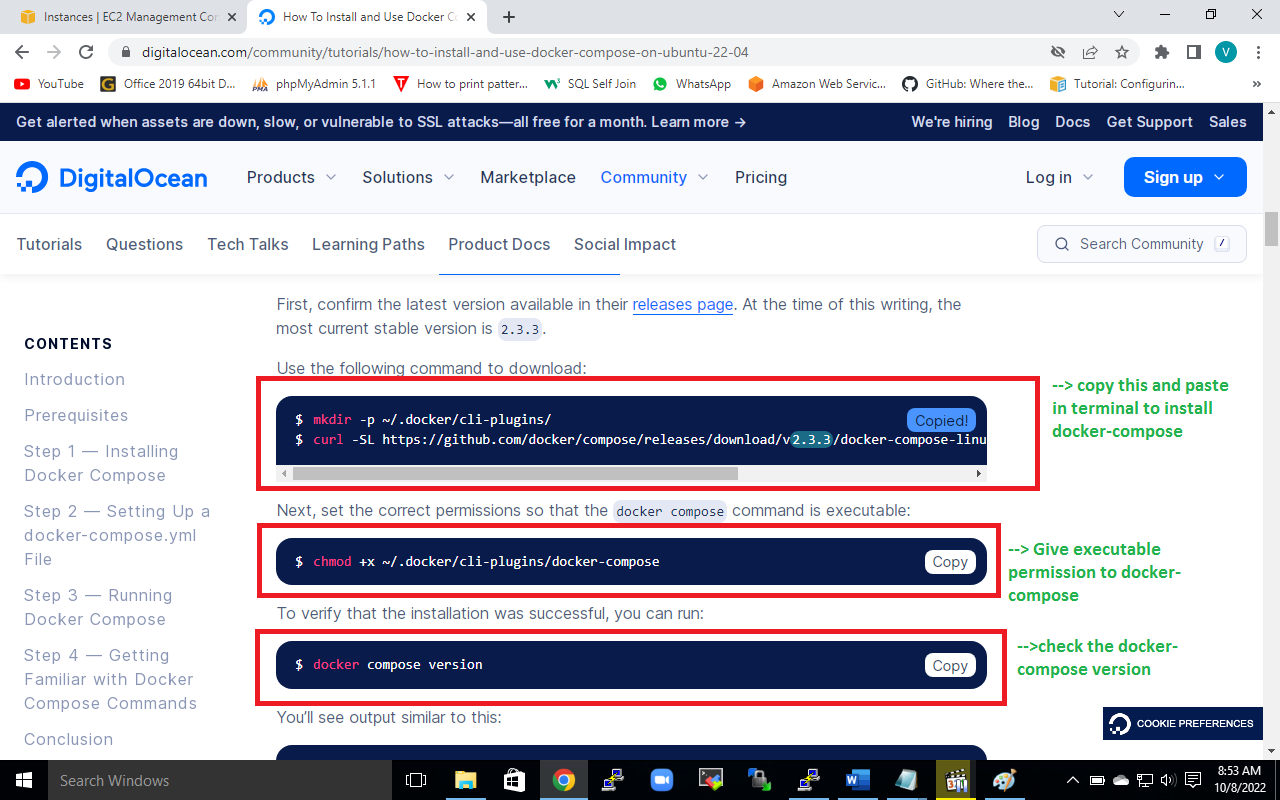 Instances | EC2 Management Con
How To Install and Use Docker Co
digitalocean.com/community/tutorials/how-to-install-and-use-docker-compose-on-ubuntu-22-04
V
YouTube
G
Office 2019 64bit D...
PMA
phpMyAdmin 5.1.1
How to print patter...
SQL Self Join
WhatsApp
Amazon Web Servic...
GitHub: Where the...
Tutorial: Configurin...
»
Get alerted when assets are down, slow, or vulnerable to SSL attacks—all free for a month. Learn more →
We're hiring
Blog
Docs
Get Support
Sales
DigitalOcean
Products
Solutions
Marketplace
Community
Pricing
Log in
Sign up
Tutorials
Questions
Tech Talks
Learning Paths
Product Docs
Social Impact
Search Community /
CONTENTS
Introduction
Prerequisites
Step 1 — Installing
Docker Compose
Step 2 — Setting Up a
docker-compose.yml
File
Step 3 — Running
Docker Compose
Step 4 — Getting
Familiar with Docker
Compose Commands
Conclusion
First, confirm the latest version available in their releases page. At the time of this writing, the
most current stable version is 2.3.3.
Use the following command to download:
$ mkdir -p ~/.docker/cli-plugins/
Copied!
$ curl -SL https://github.com/docker/compose/releases/download/v2.3.3/docker-compose-linu
--> copy this and paste
in terminal to install
docker-compose
Next, set the correct permissions so that the docker compose command is executable:
$ chmod +x ~/.docker/cli-plugins/docker-compose
Copy
--> Give executable
permission to docker-
compose
To verify that the installation was successful, you can run:
$ docker compose version
Copy
-->check the docker-
compose version
You'll see output similar to this:
COOKIE PREFERENCES
Search Windows
8:53 AM
10/8/2022